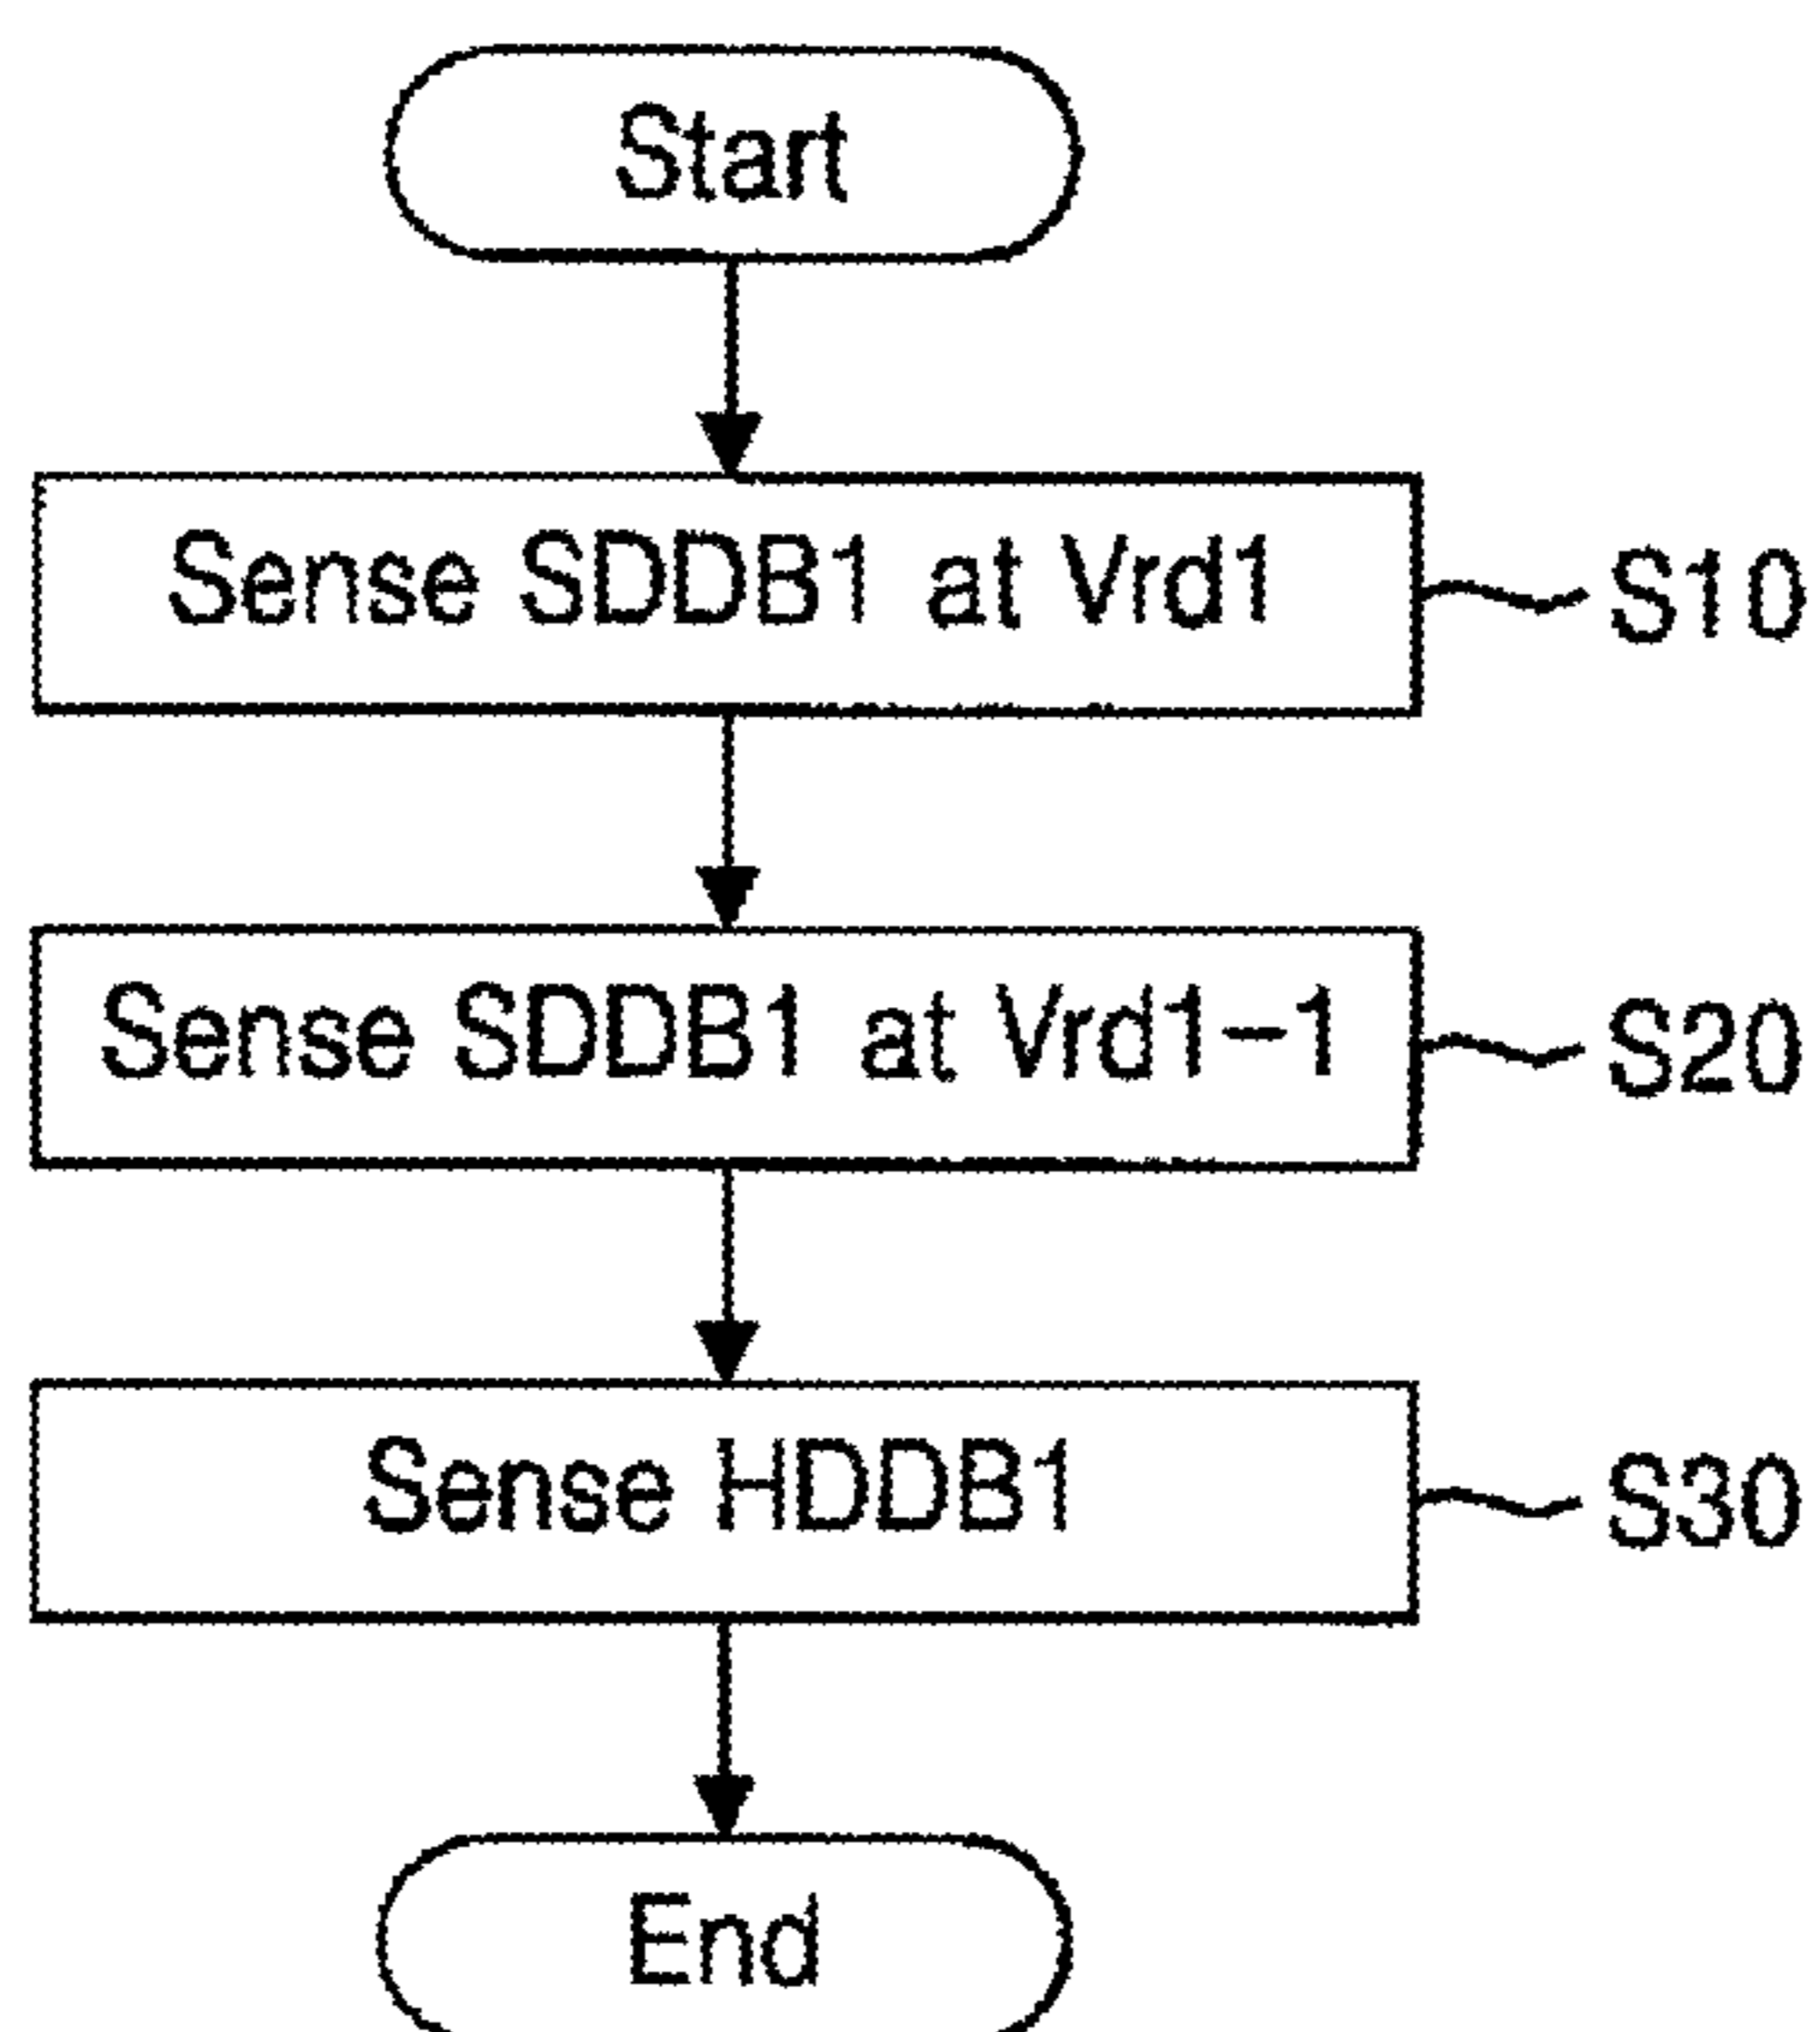 Start
Sense SDDB1 at Vrd1
S10
Sense SDDB1 at Vrd1-1
S20
Sense HDDB1
S30
End